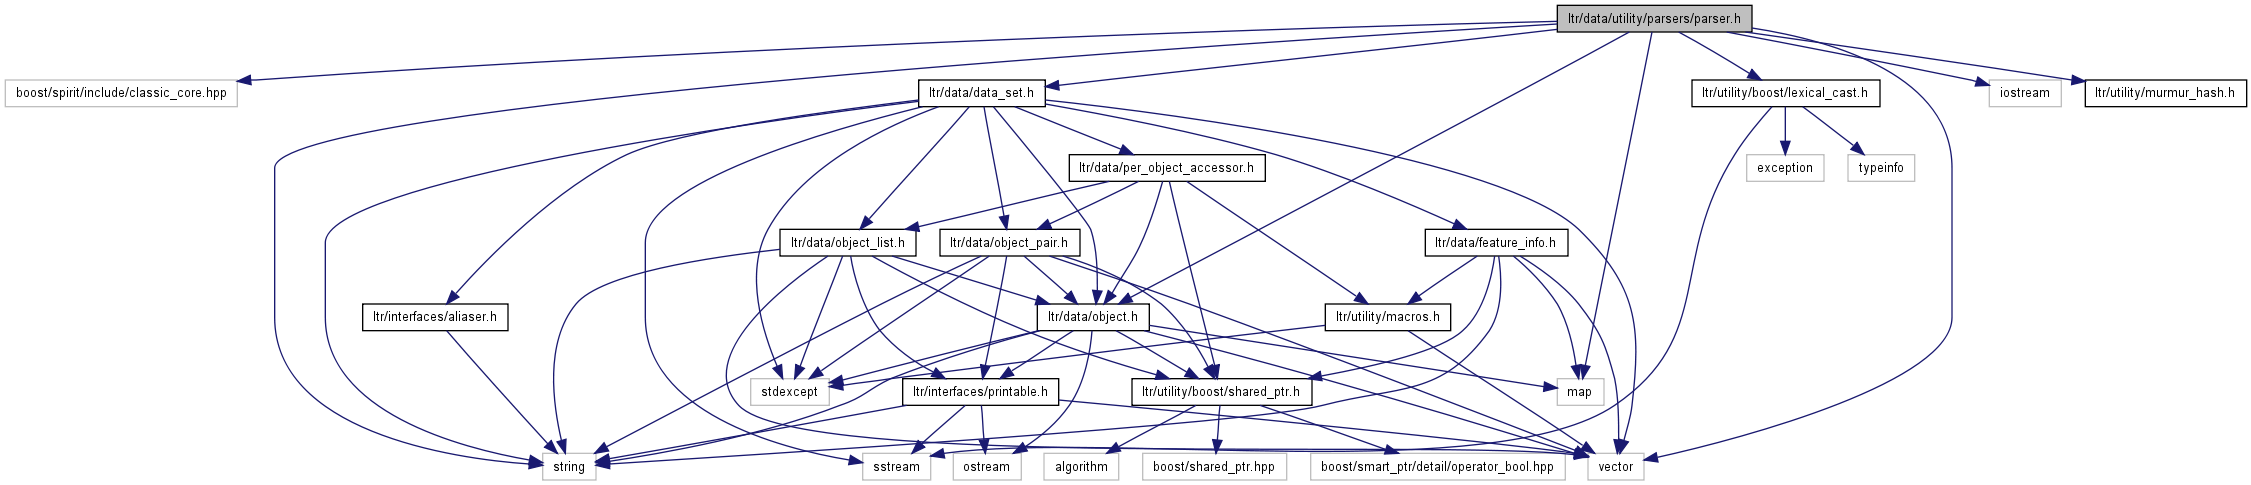 ltr/data/utility/parsers/parser.h
boost/spirit/include/classic_core.hpp
ltr/data/data_set.h
ltr/utility/boost/lexical_cast.h
iostream
ltr/utility/murmur_hash.h
ltr/data/per_object_accessor.h
exception
typeinfo
ltr/data/object_list.h
ltr/data/object_pair.h
ltr/data/feature_info.h
ltr/interfaces/aliaser.h
ltr/data/object.h
ltr/utility/macros.h
stdexcept
ltr/interfaces/printable.h
ltr/utility/boost/shared_ptr.h
map
string
sstream
ostream
algorithm
boost/shared_ptr.hpp
boost/smart_ptr/detail/operator_bool.hpp
vector